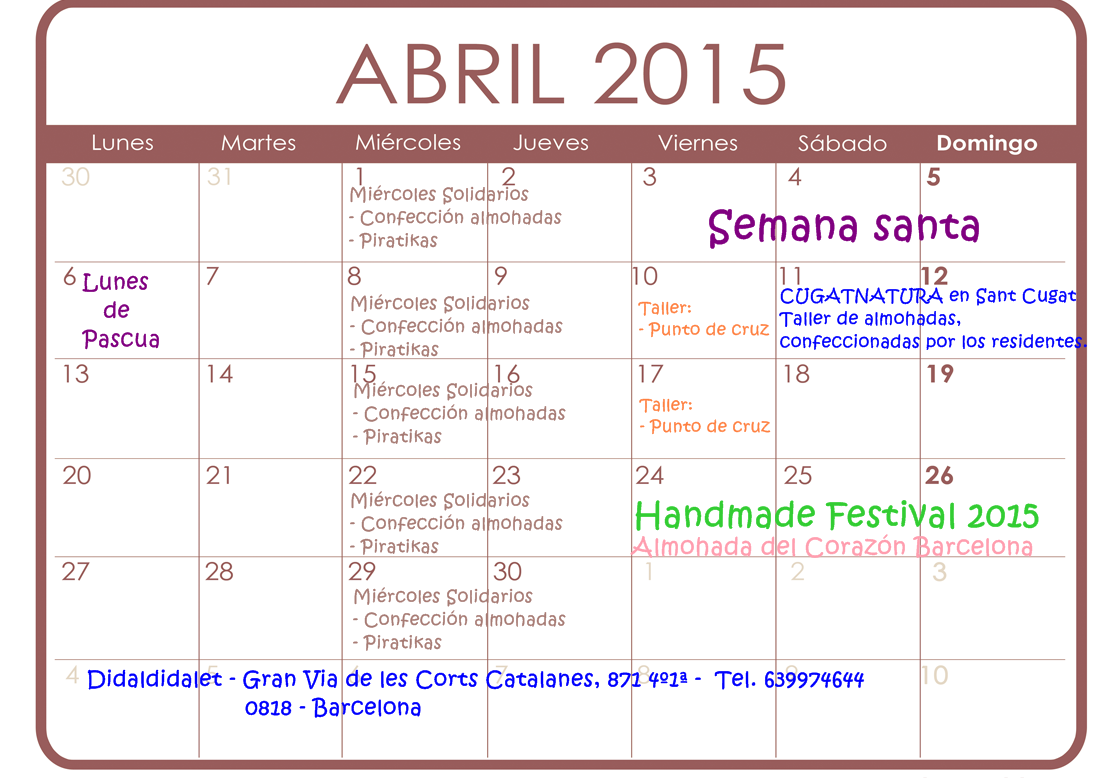 ABRIL 2015
Lunes Martes Miércoles Jueves Viernes Sábado Domingo
30 31 1 2 3 4 5
Miércoles Solidarios
- Confección almohadas
- Piratikas
Semana santa
6 7 8 9 10 11 12
Lunes
de
Pascua
Miércoles Solidarios
- Confección almohadas
- Piratikas
Taller:
- Punto de cruz
CUGATNATURA en Sant Cugat
Taller de almohadas,
confeccionadas por los residentes.
13 14 15 16 17 18 19
Miércoles Solidarios
- Confección almohadas
- Piratikas
Taller:
- Punto de cruz
20 21 22 23 24 25 26
Miércoles Solidarios
- Confección almohadas
- Piratikas
Handmade Festival 2015
Almohada del Corazón Barcelona
27 28 29 30 1 2 3
Miércoles Solidarios
- Confección almohadas
- Piratikas
4 5 6 7 8 9 10
Didaldidalet - Gran Via de les Corts Catalanes, 871 4º1ª - Tel. 639974644
0818 - Barcelona